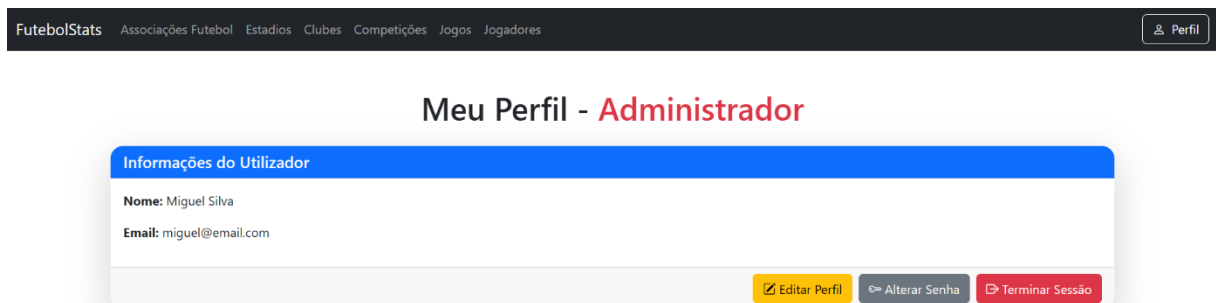 FutebolStats Associações Futebol Estadios Clubes Competições Jogos Jogadores Perfil
Meu Perfil - Administrador
Informações do Utilizador
Nome: Miguel Silva
Email: miguel@email.com
Editar Perfil Alterar Senha Terminar Sessão